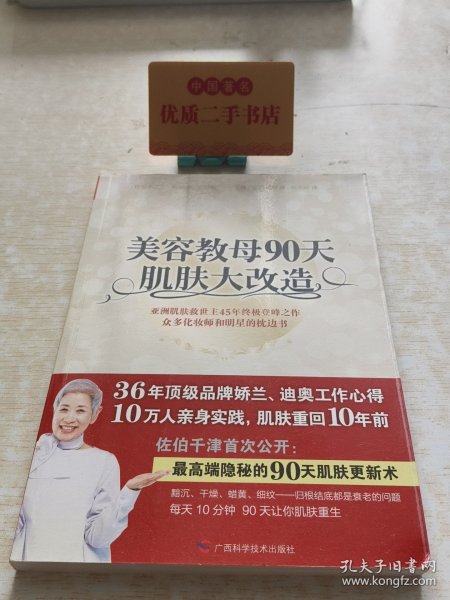 中国著名
优质二手书店
美容教母90天
肌肤大改造
亚洲肌肤救世主45年终极登峰之作
众多化妆师和明星的枕边书
36年顶级品牌娇兰、迪奥工作心得
10万人亲身实践，肌肤重回10年前
佐伯千津首次公开：
最高端隐秘的90天肌肤更新术
黯沉、干燥、蜡黄、细纹——归根结底都是衰老的问题
每天10分钟 90天让你肌肤重生
广西科学技术出版社
孔夫子旧书网
www.kongfz.com